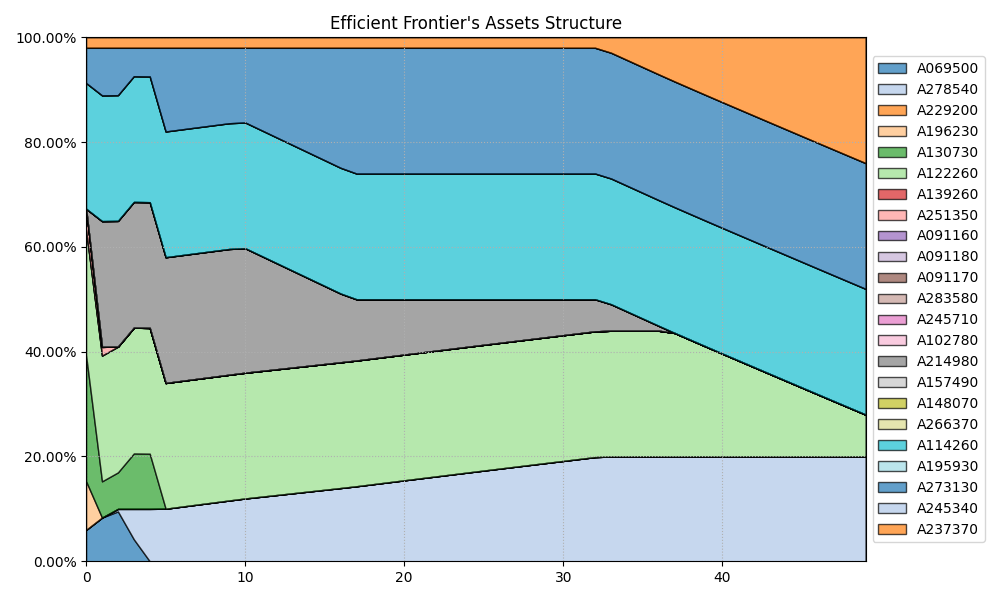 Efficient Frontier's Assets Structure
100.00%
80.00%
60.00%
40.00%
20.00%
0.00%
0
10
20
30
40
A069500
A278540
A229200
A196230
A130730
A122260
A139260
A251350
A091160
A091180
A091170
A283580
A245710
A102780
A214980
A157490
A148070
A266370
A114260
A195930
A273130
A245340
A237370